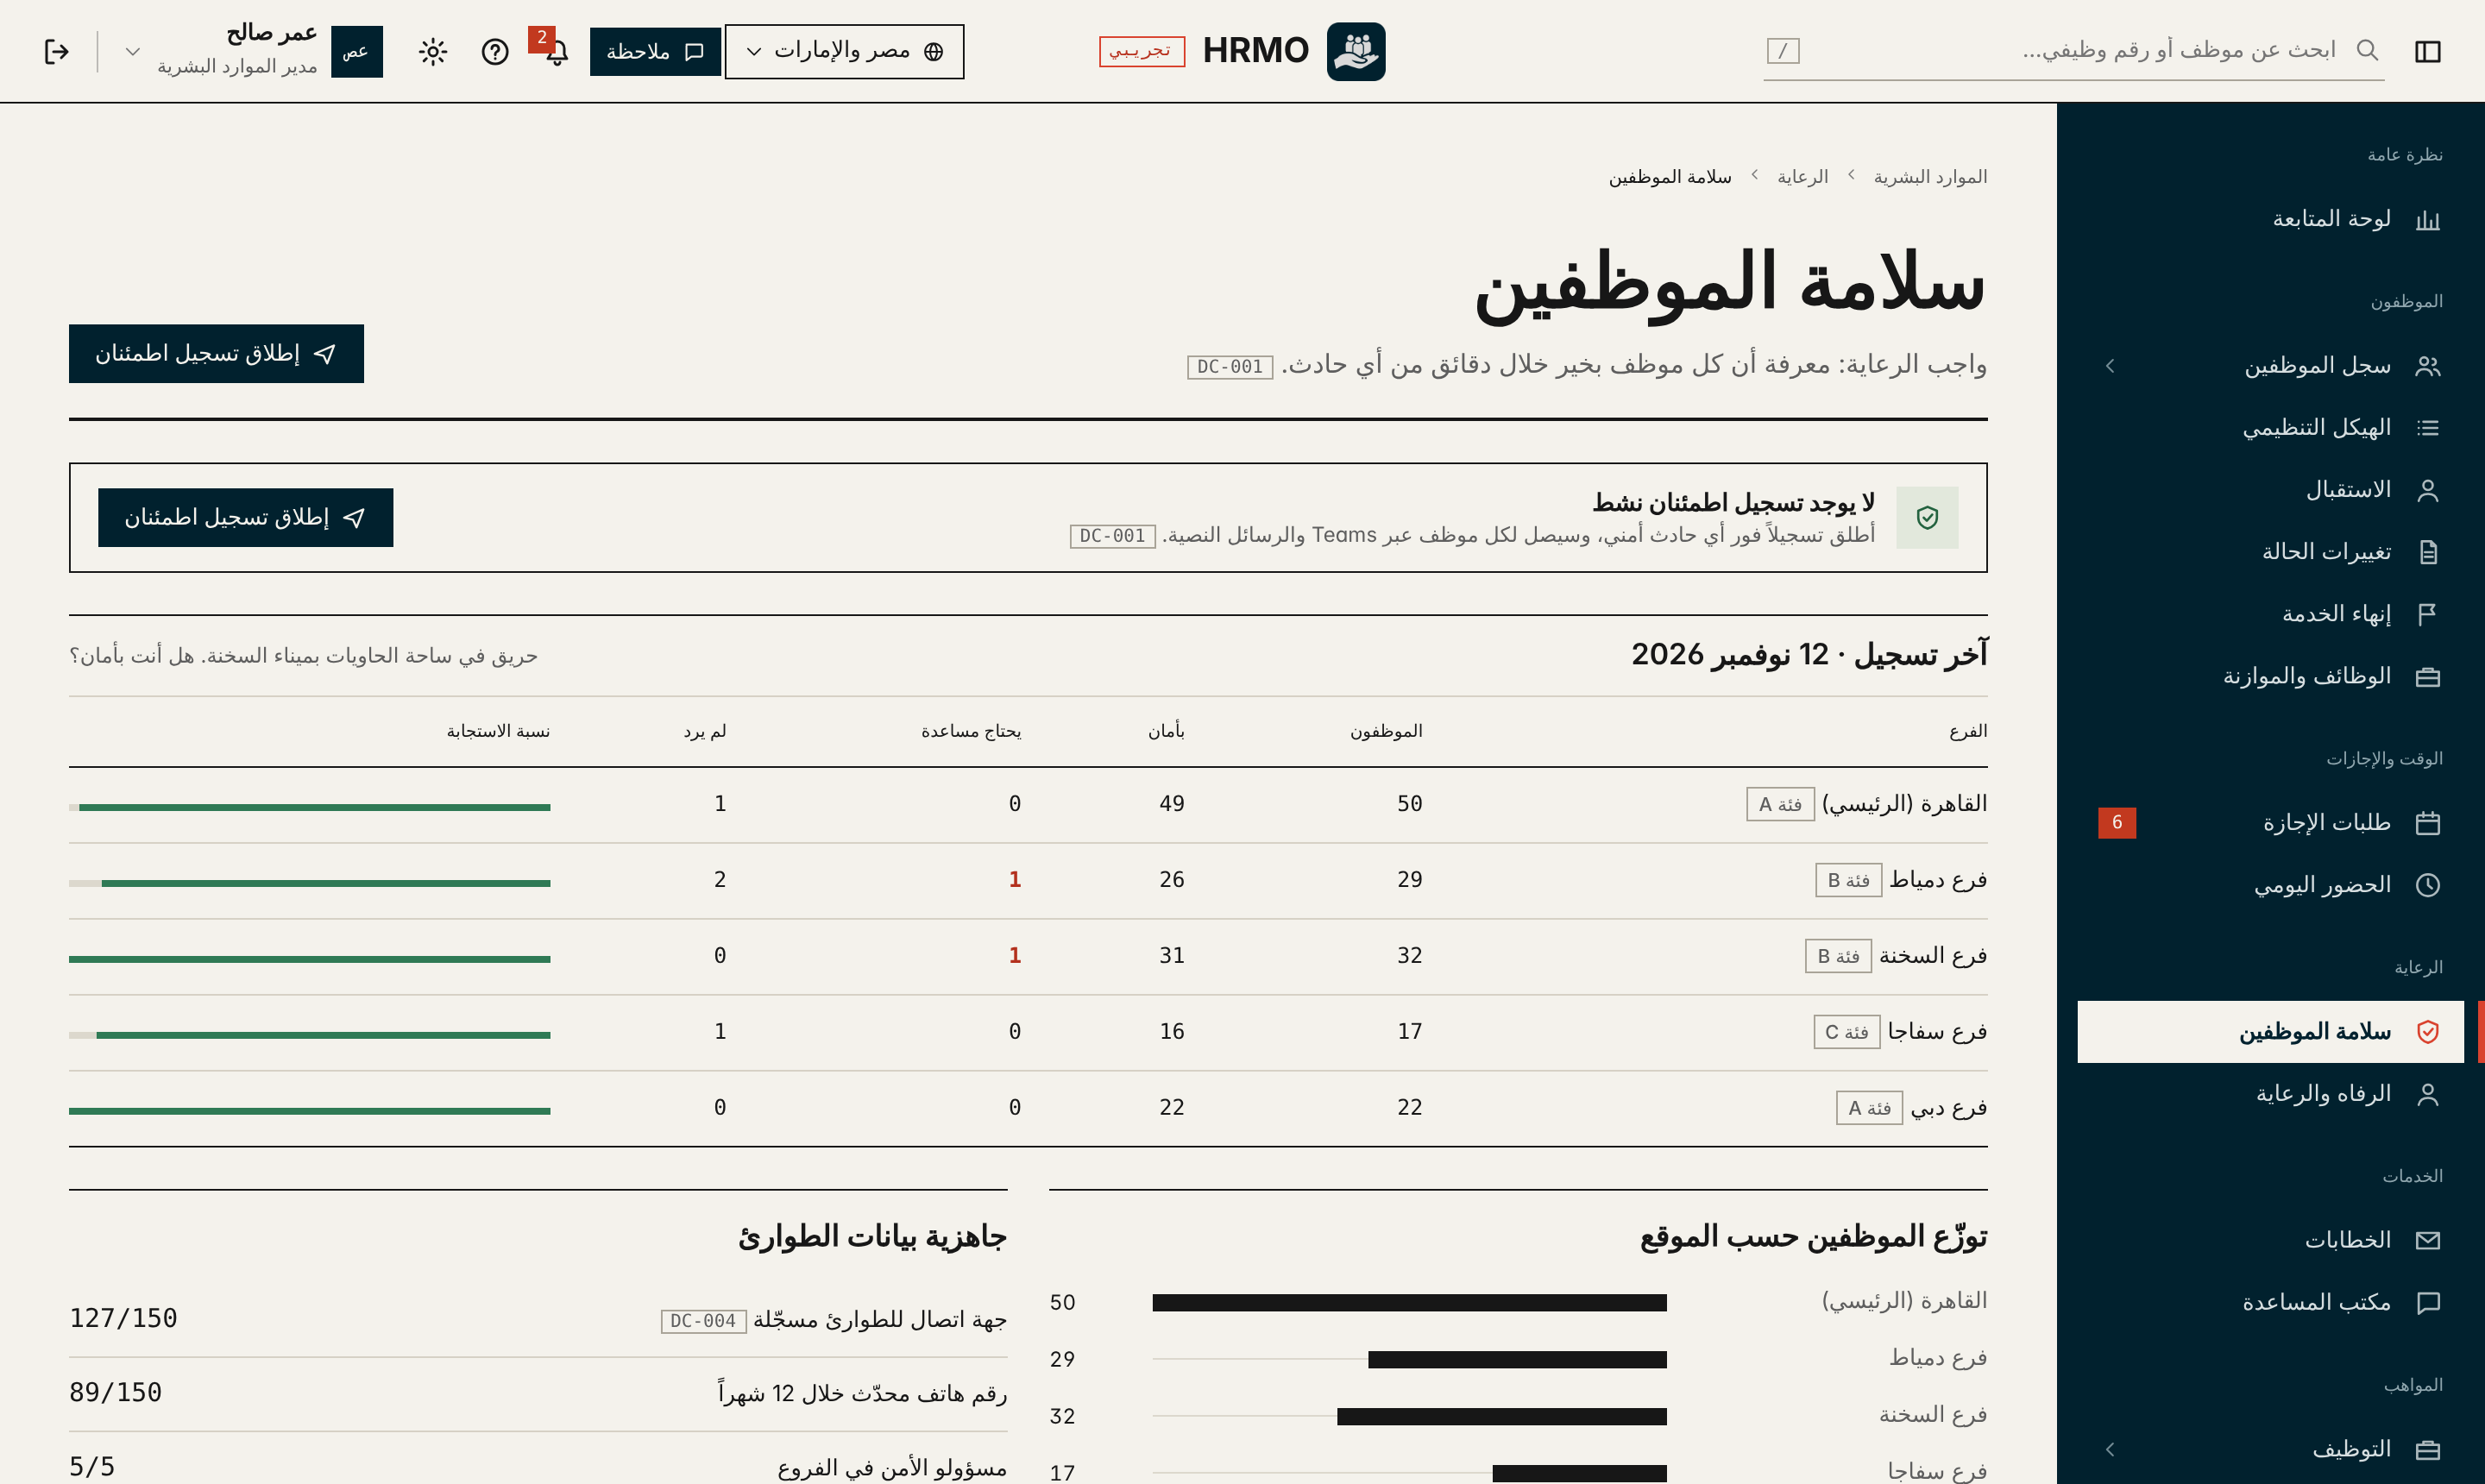 ابحث عن موظف أو رقم وظيفي...
/
HRMO
تجريبي
مصر والإمارات
ملاحظة
2
عص
عمر صالح
مدير الموارد البشرية
نظرة عامة
لوحة المتابعة
الموظفون
سجل الموظفين
الهيكل التنظيمي
الاستقبال
تغييرات الحالة
إنهاء الخدمة
الوظائف والموازنة
الوقت والإجازات
طلبات الإجازة 6
الحضور اليومي
الرعاية
سلامة الموظفين
الرفاه والرعاية
الخدمات
الخطابات
مكتب المساعدة
المواهب
التوظيف
الموارد البشرية
الرعاية
سلامة الموظفين
سلامة الموظفين
واجب الرعاية: معرفة أن كل موظف بخير خلال دقائق من أي حادث. DC-001
إطلاق تسجيل اطمئنان
لا يوجد تسجيل اطمئنان نشط
أطلق تسجيلاً فور أي حادث أمني، وسيصل لكل موظف عبر Teams والرسائل النصية. DC-001
إطلاق تسجيل اطمئنان
آخر تسجيل · 12 نوفمبر 2026
حريق في ساحة الحاويات بميناء السخنة. هل أنت بأمان؟
الفرع الموظفون بأمان يحتاج مساعدة لم يرد نسبة الاستجابة
القاهرة (الرئيسي) فئة A 50 49 0 1
فرع دمياط فئة B 29 26 1 2
فرع السخنة فئة B 32 31 1 0
فرع سفاجا فئة C 17 16 0 1
فرع دبي فئة A 22 22 0 0
توزّع الموظفين حسب الموقع
القاهرة (الرئيسي) 50
فرع دمياط 29
فرع السخنة 32
فرع سفاجا 17
جاهزية بيانات الطوارئ
جهة اتصال للطوارئ مسجّلة DC-004 127/150
رقم هاتف محدّث خلال 12 شهراً 89/150
مسؤولو الأمن في الفروع 5/5